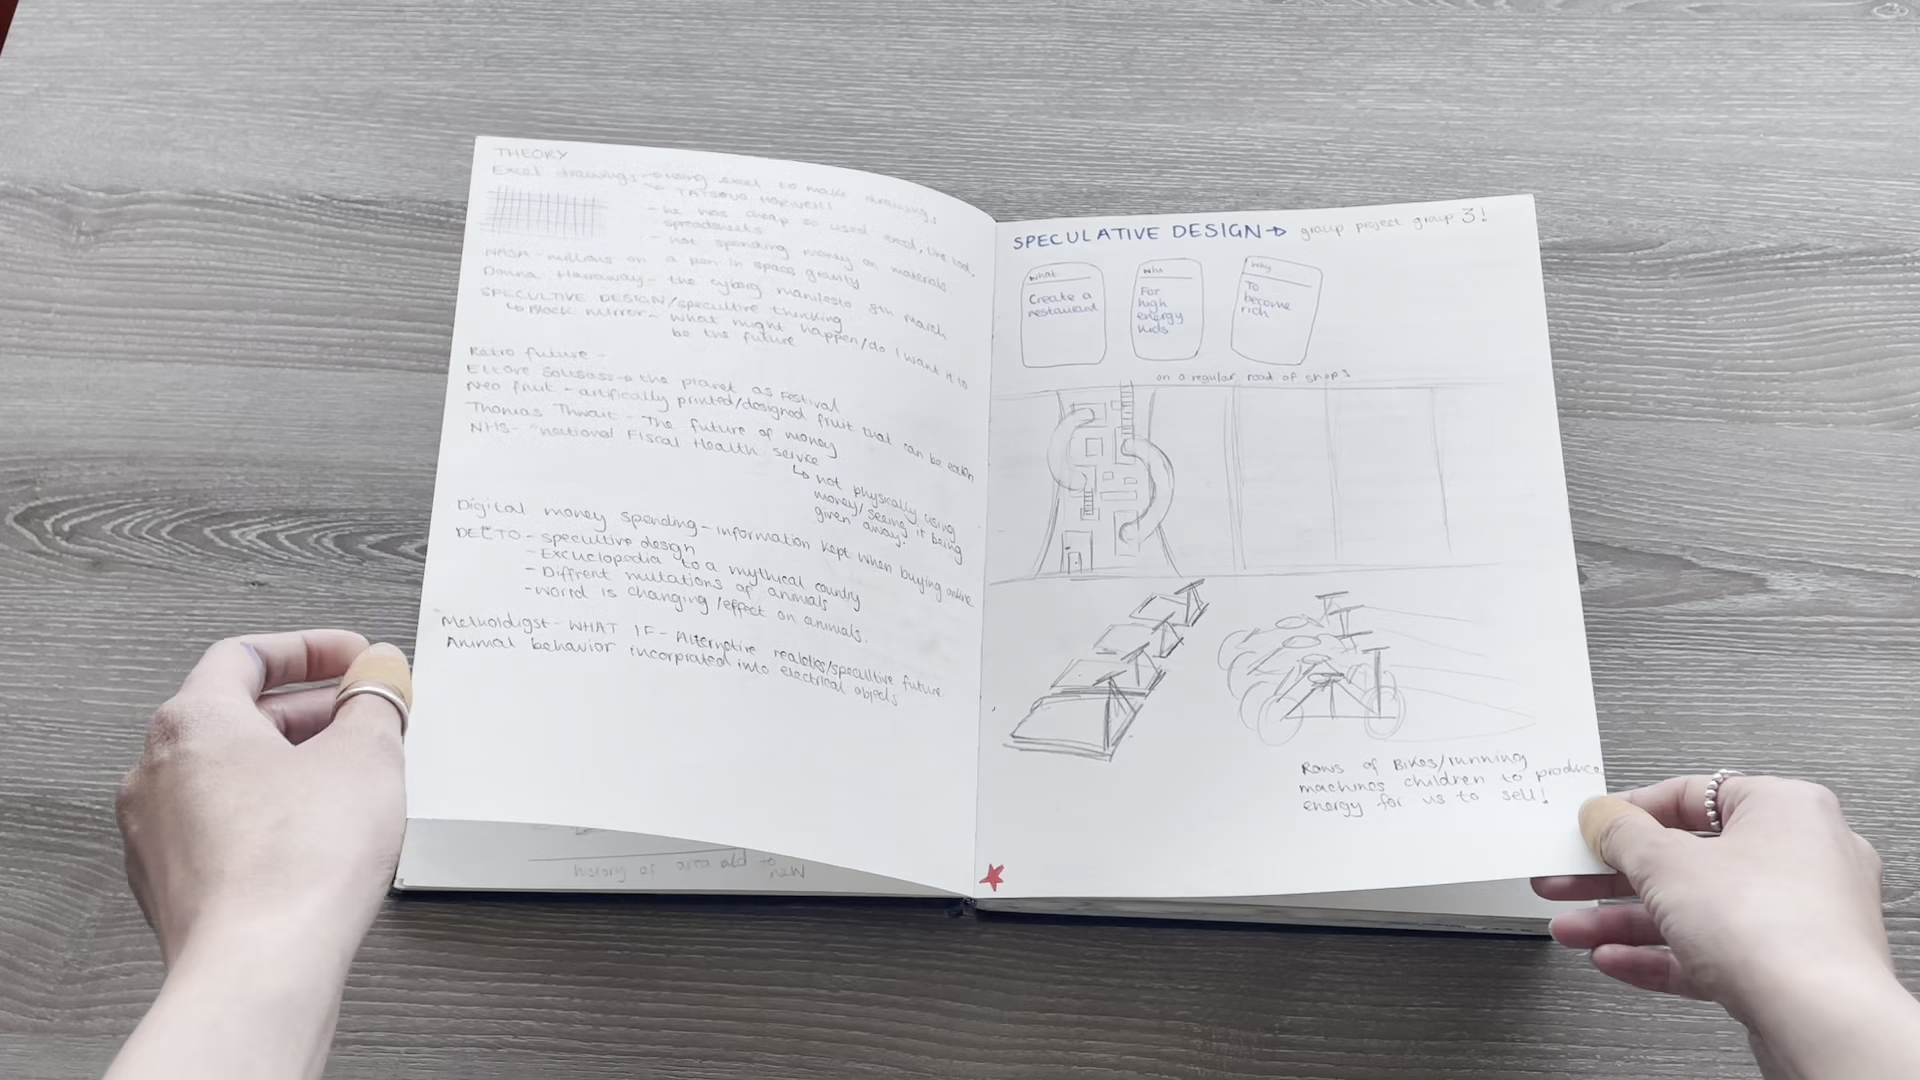 THEORY
Excel drawings → using excel to make drawings
↳ TATSUO HORIUCHI
- he was cheap so used excel, like tool.
spreadsheets
- not spending money on materials
NASA - millions on a pen in space gravity
Donna Harraway - the cyborg manifesto 8th March
SPECULTIVE DESIGN/specultive thinking
↳ Black mirror - what might happen/do I want it to
be the future
Retro future -
Ettore Sottsass → the planet as festival
Neo fruit - artifically printed/designed fruit that can be eaten
Thomas Thwait - The future of money
NHS - "national Fiscal Health service
↳ not physically using
money/seeing it being
given away.
Digital money spending - information kept when buying online
- specultive design
- Excuclopedia to a mythical country
- Diffrent mutations of animals
- world is changing/effect on animals.
- WHAT IF - Alternative realities/specultive future
Animal behavior incorprated into electrical objects
history of area old to
NEW
SPECULATIVE DESIGN → group project group 3!
what
Create a
restaurant
Who
For
high
energy
kids
Why
To
become
rich
on a regular road of shops
Rows of Bikes/running
machines children to produce
energy for us to sell!